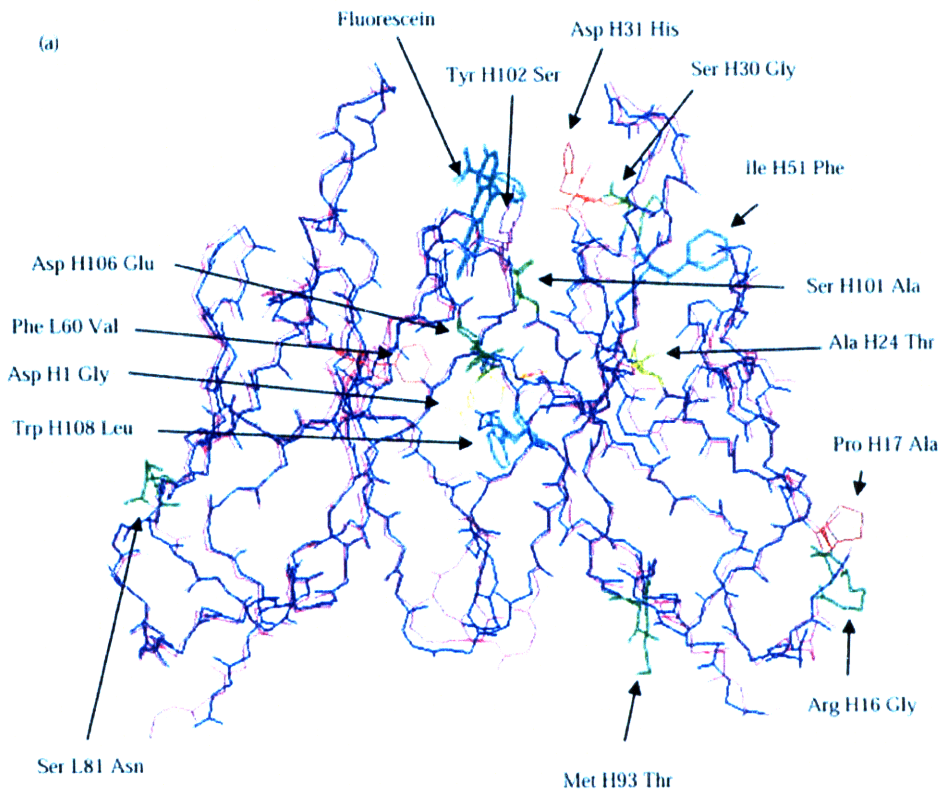 Fluorescein
Asp H31 His
(a)
Tyr H102 Ser
Ser H30 Gly
Ile H51 Phe
Asp H106 Glu
Ser H101 Ala
Phe L60 Val
Ala H24 Thr
Asp H1 Gly
Trp H108 Leu
Pro H17 Ala
Arg H16 Gly
Ser L81 Asn
Met H93 Thr